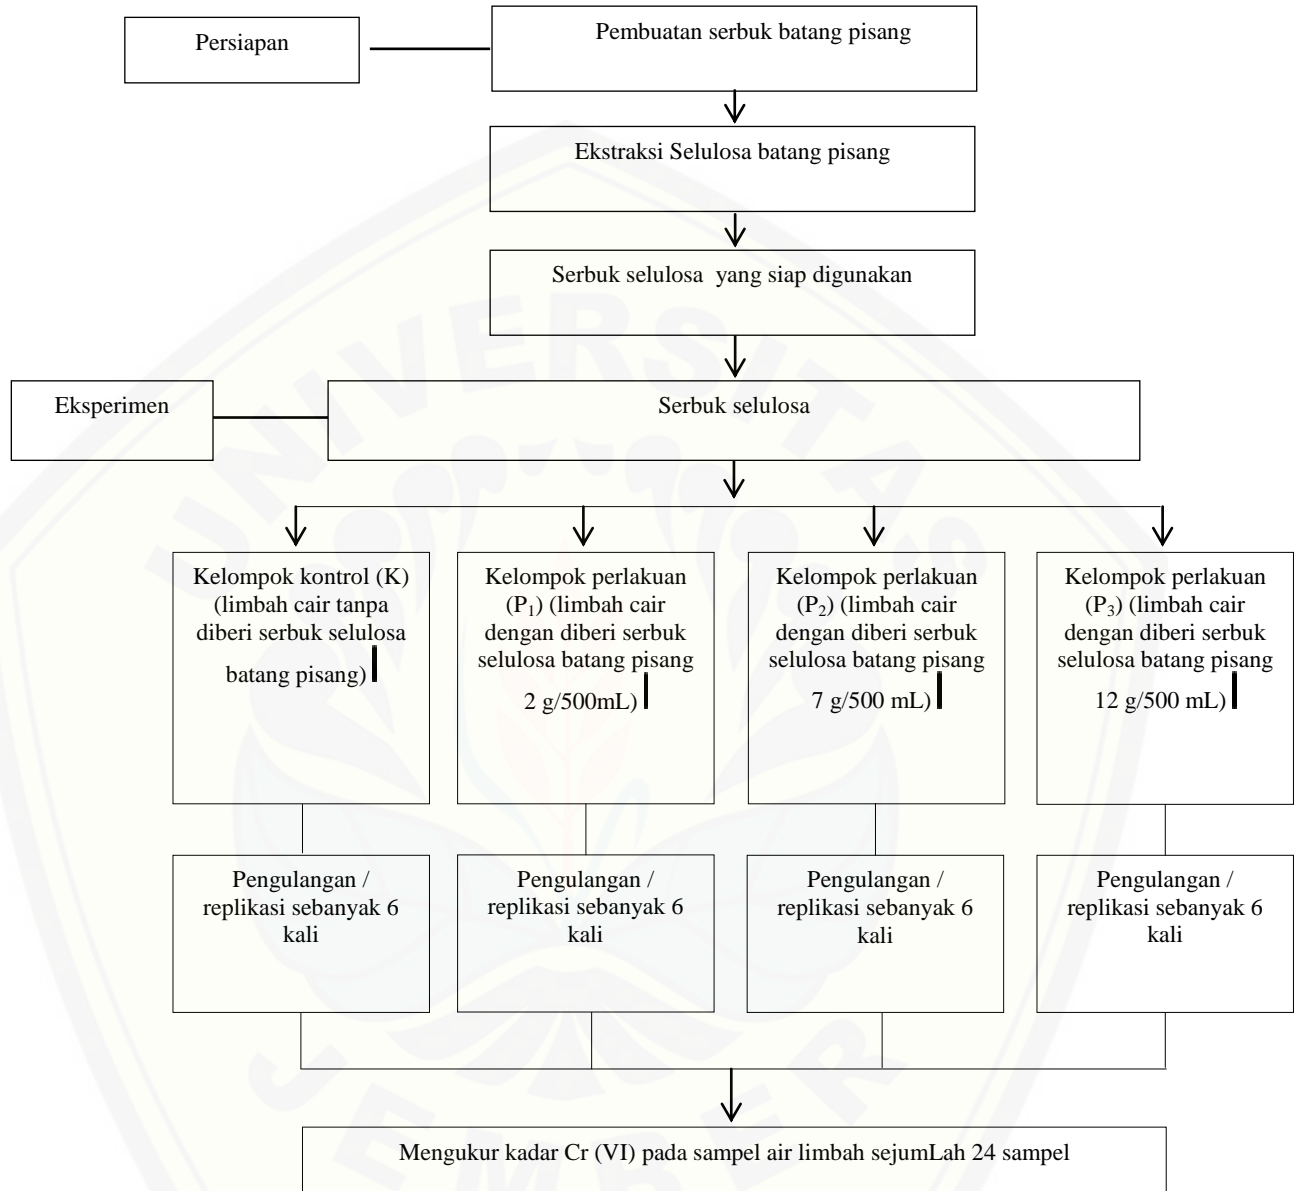 Persiapan
Pembuatan serbuk batang pisang
Ekstraksi Selulosa batang pisang
Serbuk selulosa yang siap digunakan
Eksperimen
Serbuk selulosa
Kelompok kontrol (K)
(limbah cair tanpa
diberi serbuk selulosa
batang pisang)
Kelompok perlakuan
(P₁) (limbah cair
dengan diberi serbuk
selulosa batang pisang
2 g/500mL)
Kelompok perlakuan
(P₂) (limbah cair
dengan diberi serbuk
selulosa batang pisang
7 g/500 mL)
Kelompok perlakuan
(P₃) (limbah cair
dengan diberi serbuk
selulosa batang pisang
12 g/500 mL)
Pengulangan /
replikasi sebanyak 6
kali
Pengulangan /
replikasi sebanyak 6
kali
Pengulangan /
replikasi sebanyak 6
kali
Pengulangan /
replikasi sebanyak 6
kali
Mengukur kadar Cr (VI) pada sampel air limbah sejumLah 24 sampel
UNIVERSITAS
JEMBER